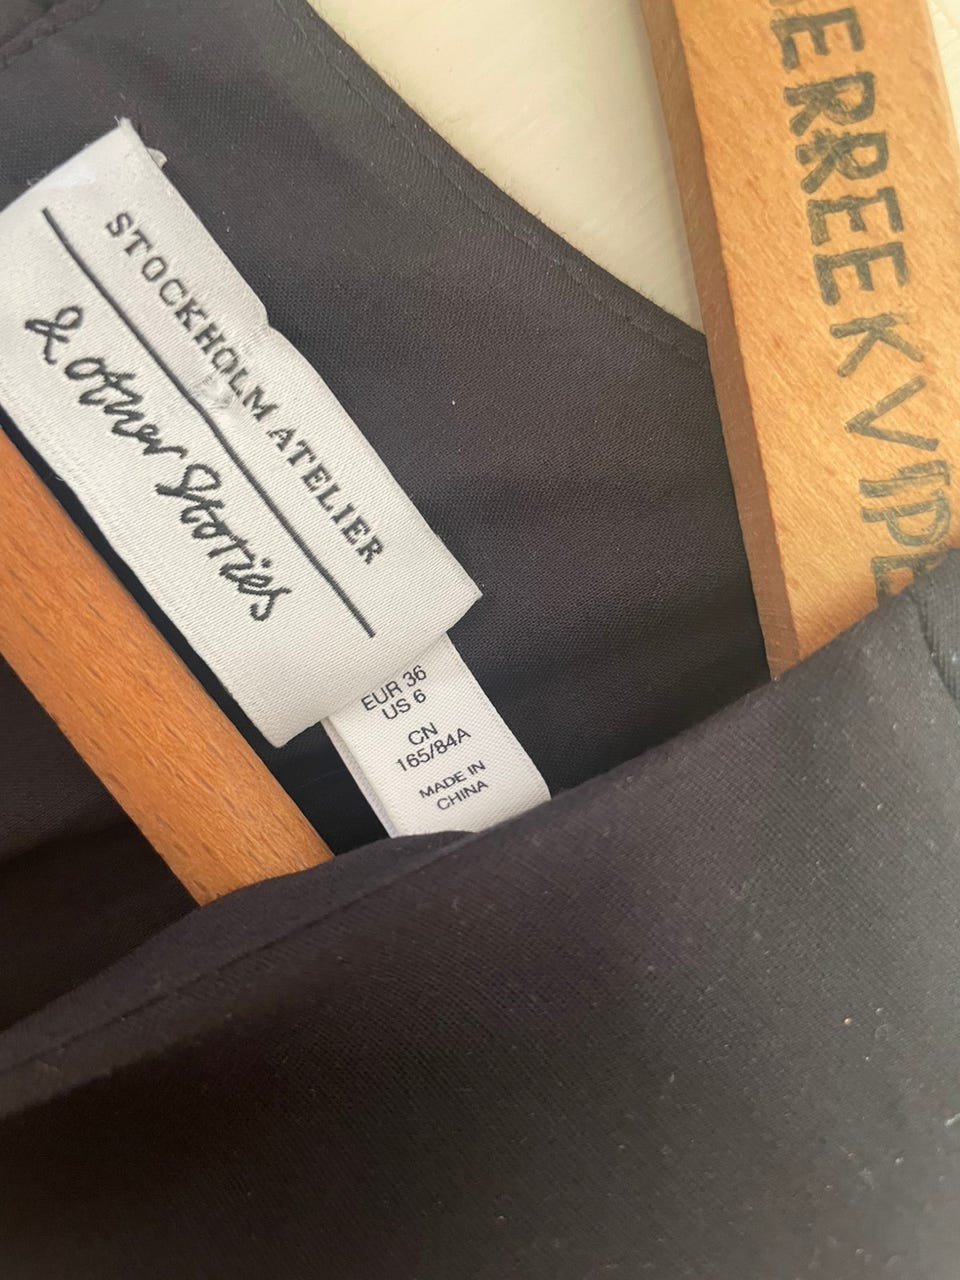 STOCKHOLM ATELIER
& Other Stories
EUR 36
US 6
CN
165/84A
MADE IN
CHINA